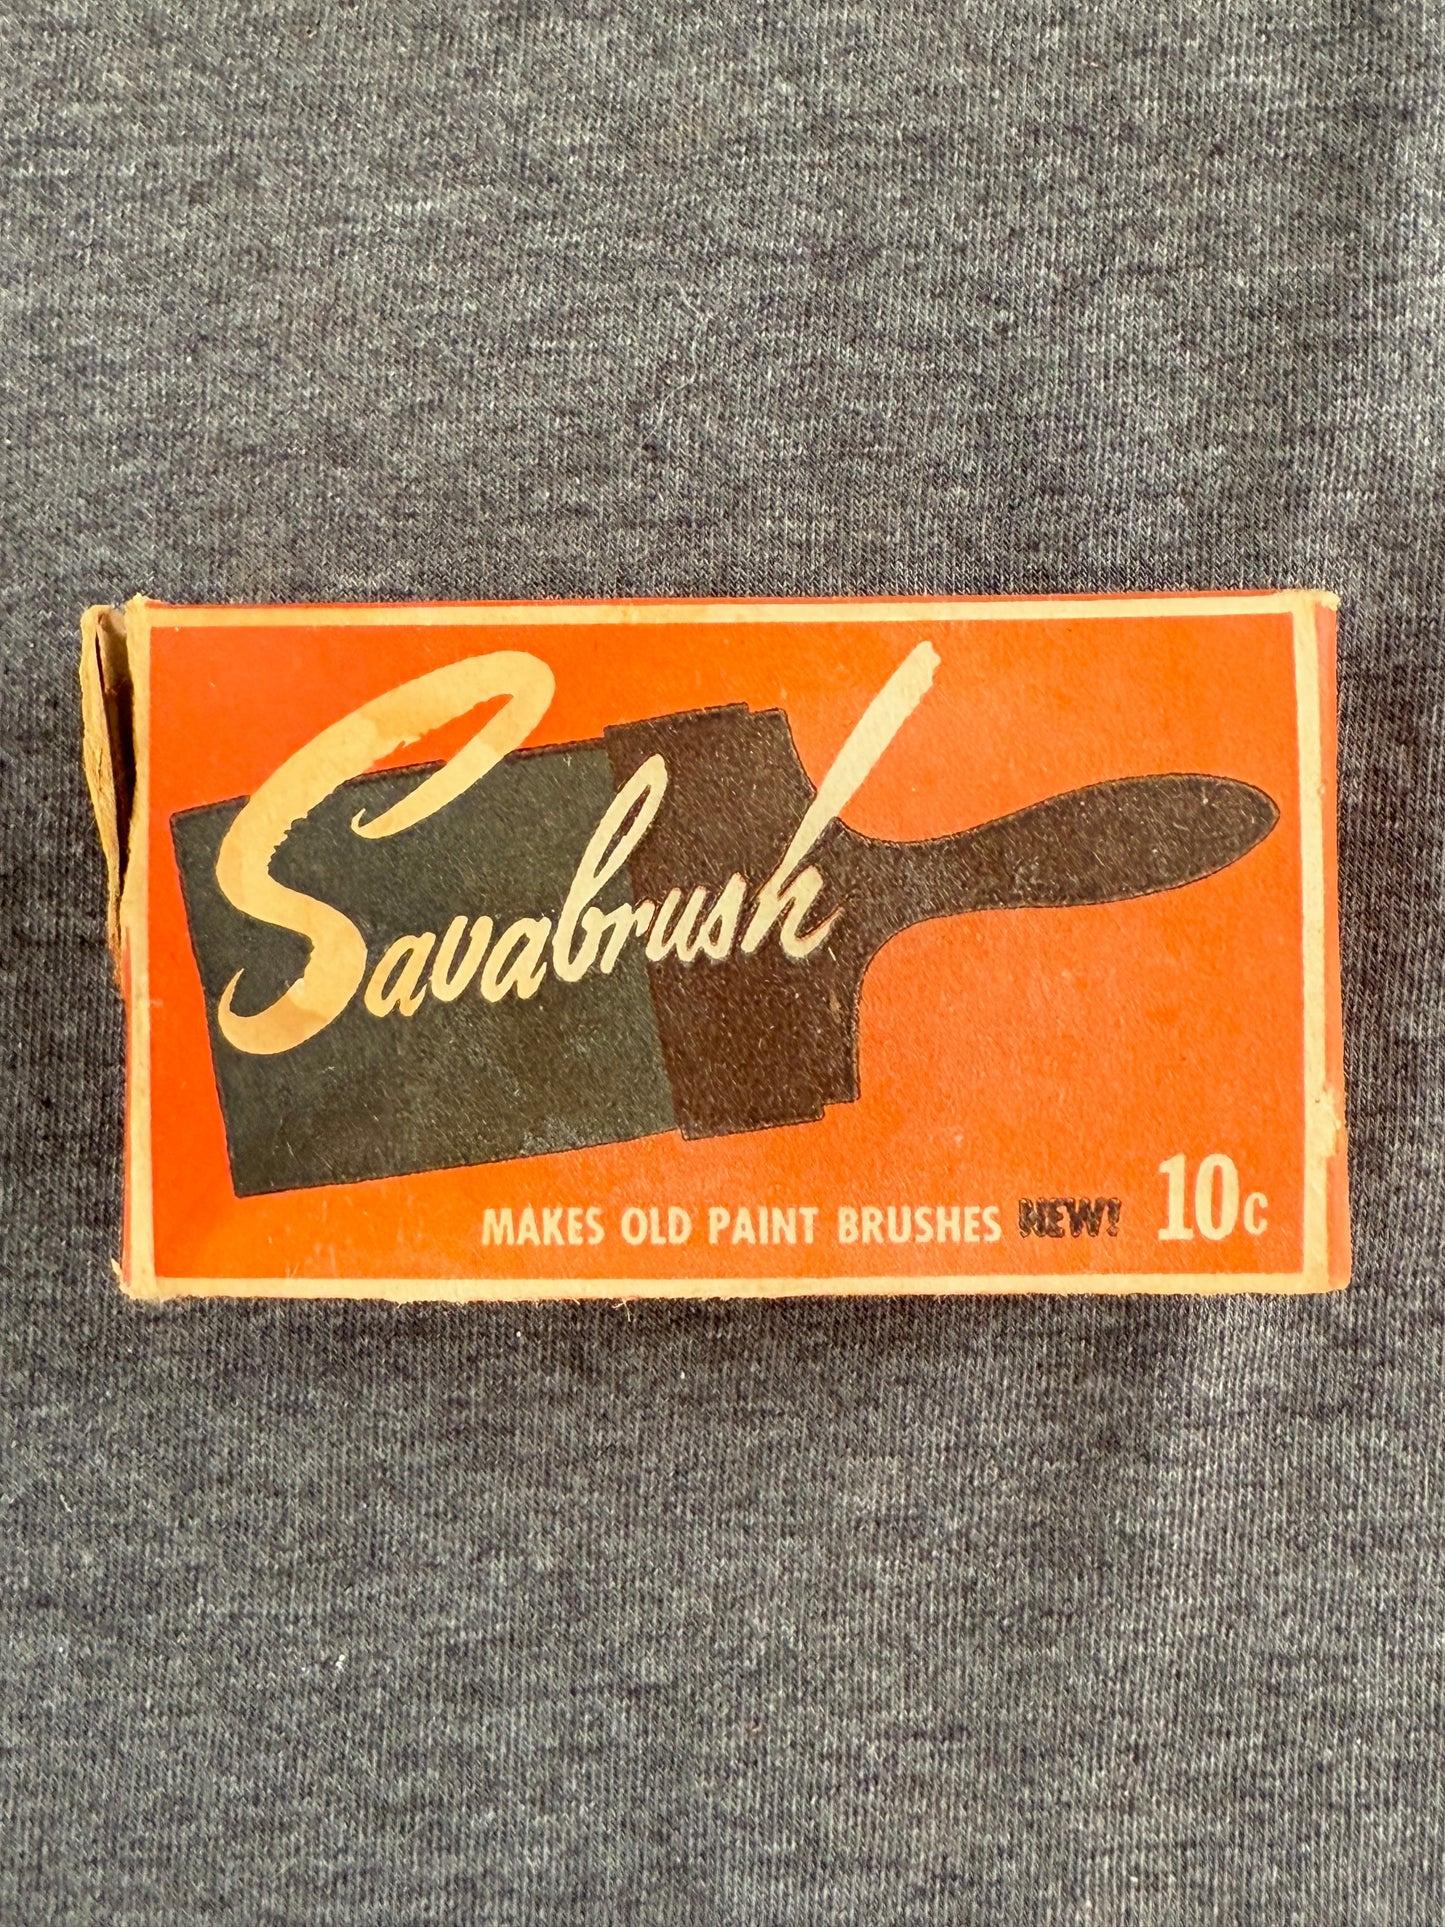 Savabrush
MAKES OLD PAINT BRUSHES NEW! 10c